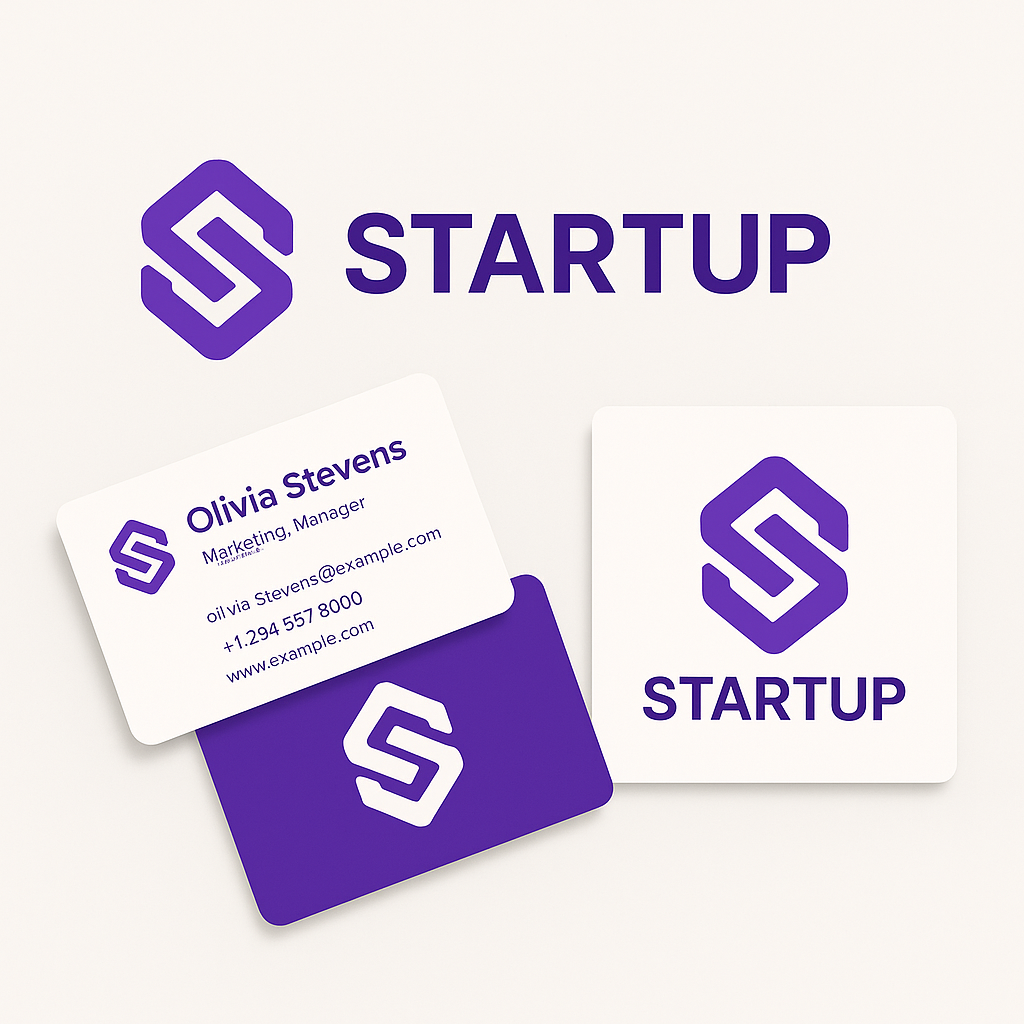 STARTUP
Olivia Stevens
Marketing, Manager
oil via Stevens@example.com
+1.294 557 8000
www.example.com
STARTUP